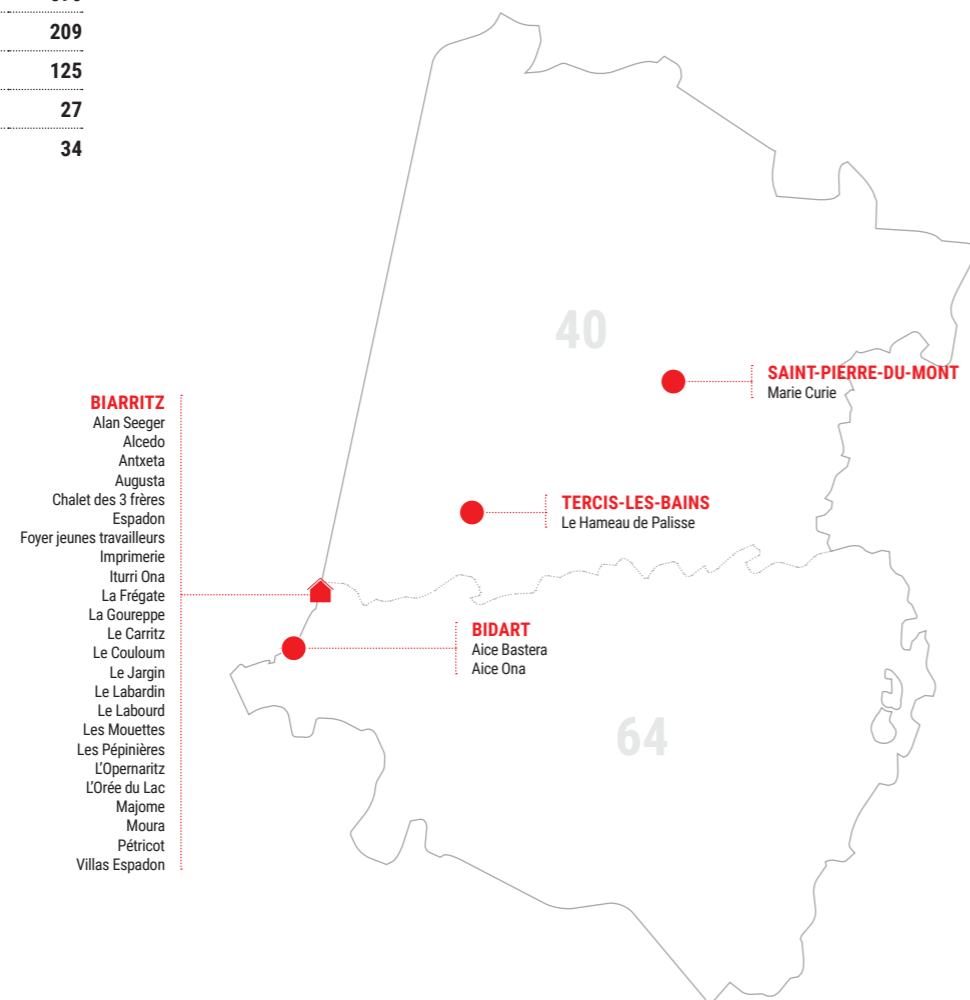 209
125
27
34
40
SAINT-PIERRE-DU-MONT
Marie Curie
BIARRITZ
Alan Seeger
Alcedo
Antxeta
Augusta
Chalet des 3 frères
Espadon
Foyer jeunes travailleurs
Imprimerie
Iturri Ona
La Frégate
La Goureppe
Le Carritz
Le Couloum
Le Jargin
Le Labardin
Le Labourd
Les Mouettes
Les Pépinières
L'Opernaritz
L'Orée du Lac
Majome
Moura
Pétricot
Villas Espadon
TERCIS-LES-BAINS
Le Hameau de Palisse
BIDART
Aice Bastera
Aice Ona
64